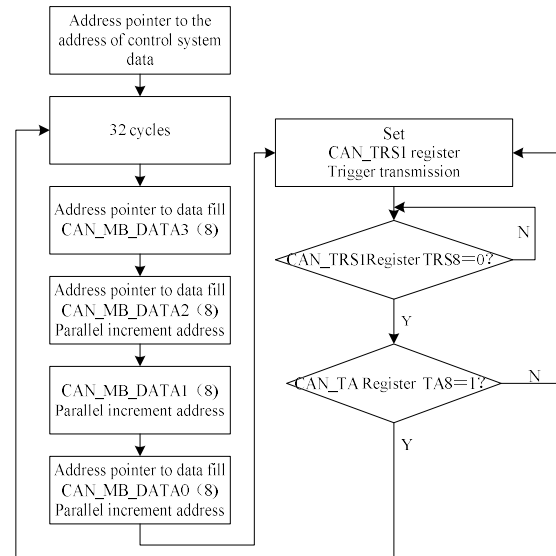 Address pointer to the
address of control system
data
32 cycles
Address pointer to data fill
CAN_MB_DATA3（8）
Address pointer to data fill
CAN_MB_DATA2（8）
Parallel increment address
CAN_MB_DATA1（8）
Parallel increment address
Address pointer to data fill
CAN_MB_DATA0（8）
Parallel increment address
Set
CAN_TRS1 register
Trigger transmission
N
CAN_TRS1Register TRS8＝0?
Y
CAN_TA Register TA8＝1?
N
Y